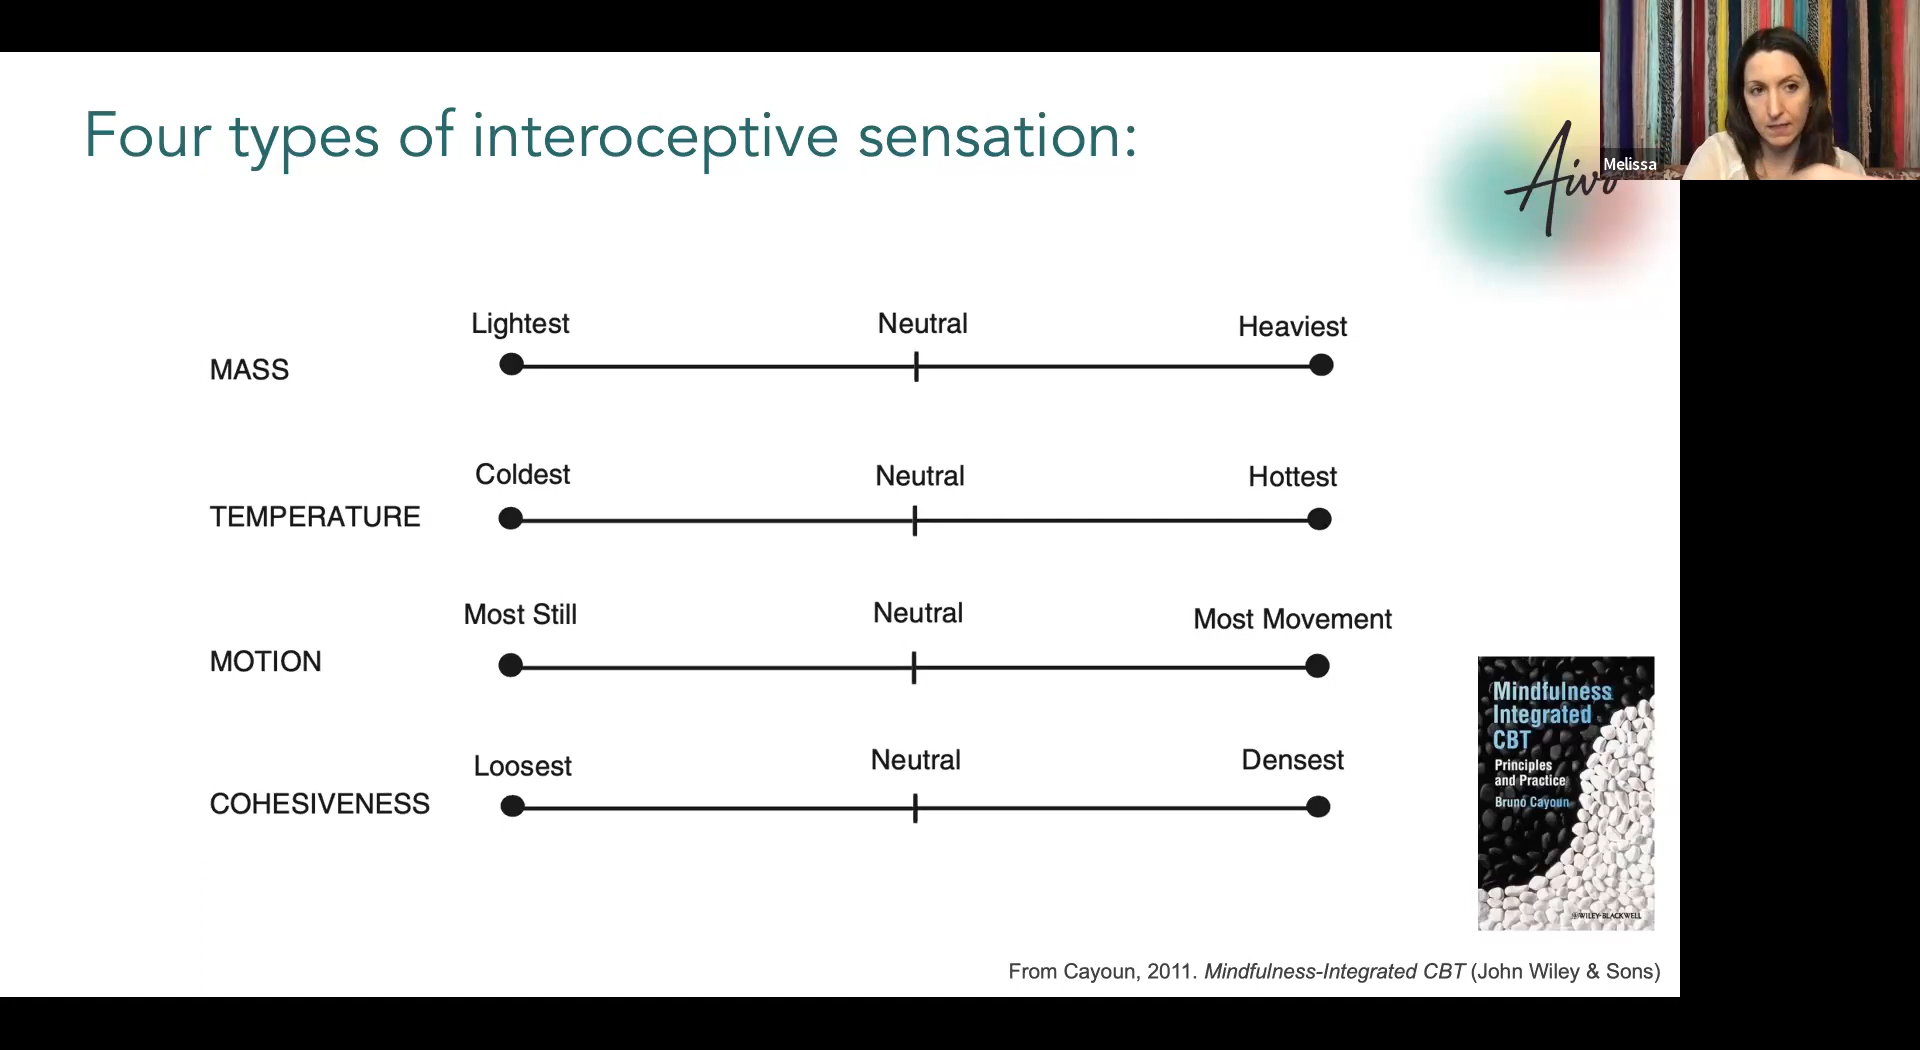 Four types of interoceptive sensation:
Aivo
Melissa
Lightest Neutral Heaviest
MASS
Coldest Neutral Hottest
TEMPERATURE
Most Still Neutral Most Movement
MOTION
Loosest Neutral Densest
COHESIVENESS
Mindfulness
Integrated
CBT
Principles
and Practice
Bruno Cayoun
WILEY-BLACKWELL
From Cayoun, 2011. Mindfulness-Integrated CBT (John Wiley & Sons)